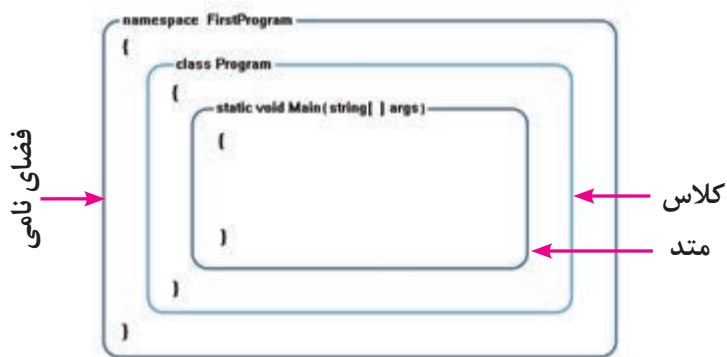 namespace FirstProgram
{
class Program
{
static void Main(string[ ] args)
{
}
}
}
فضای نامی
کلاس
متد